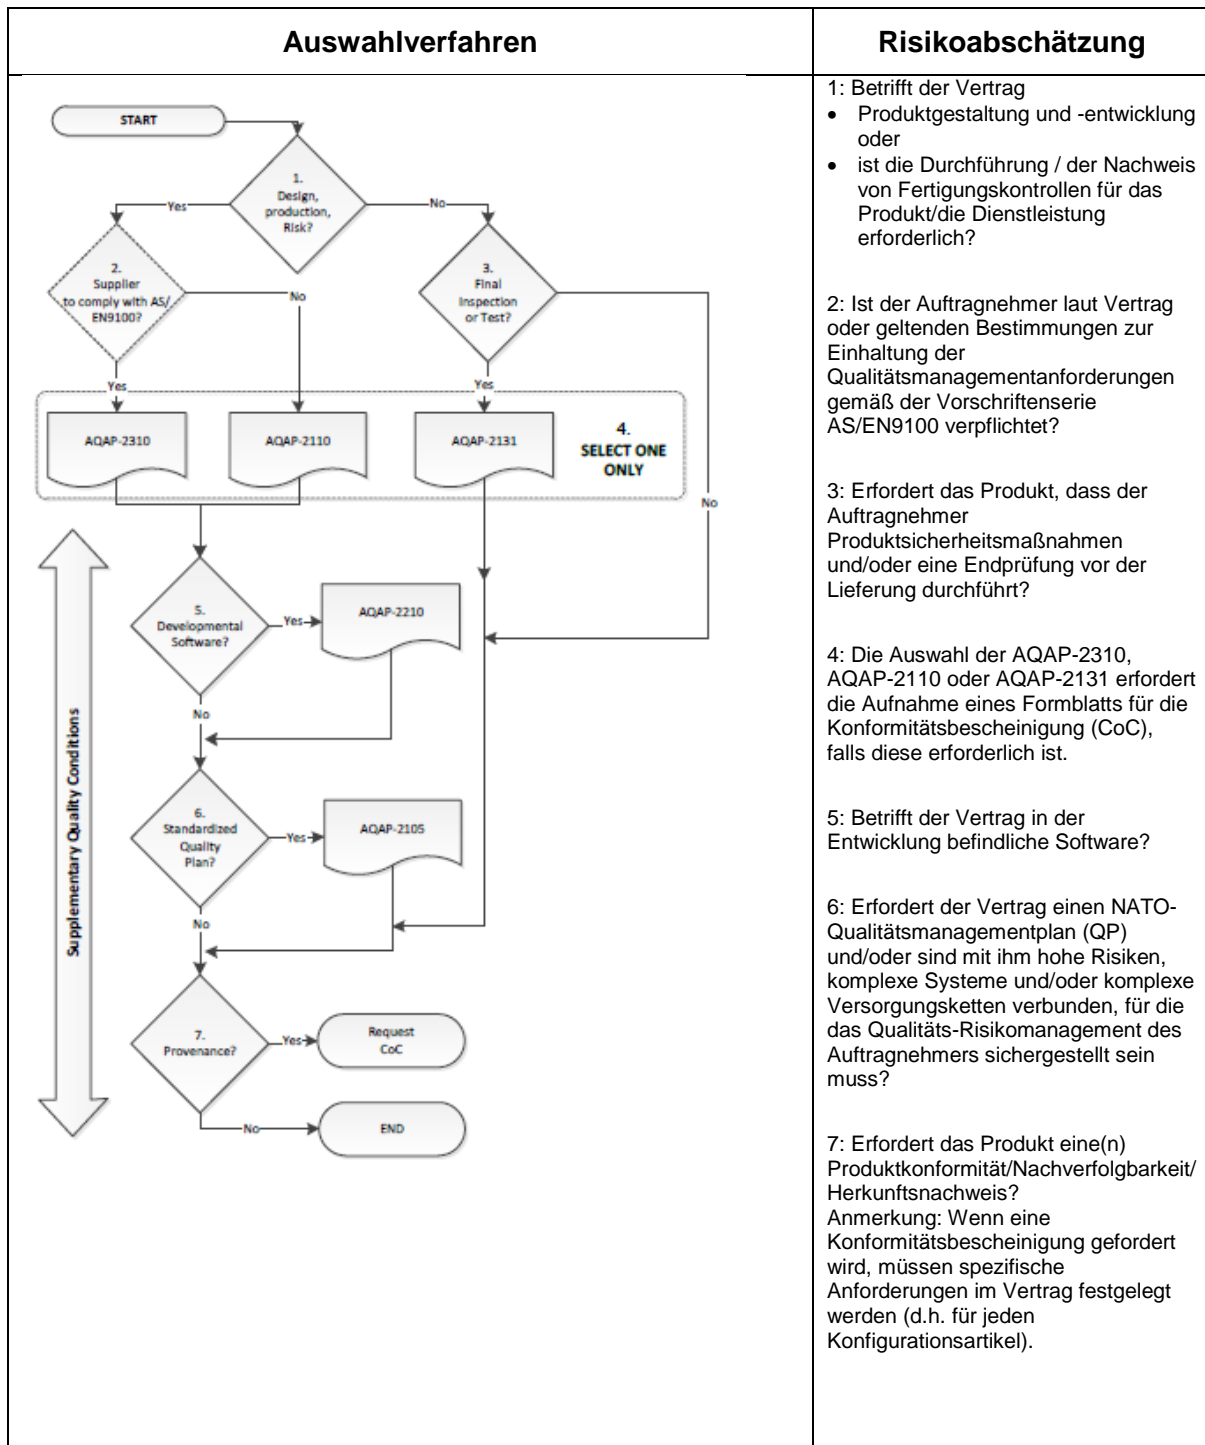 Auswahlverfahren
Risikoabschätzung
START
1.
Design,
production,
Risk?
Yes
No
2.
Supplier
to comply with AS/
EN9100?
No
3.
Final
Inspection
or Test?
Yes
Yes
AQAP-2310
AQAP-2110
AQAP-2131
4.
SELECT ONE
ONLY
No
5.
Developmental
Software?
Yes
AQAP-2210
No
6.
Standardized
Quality
Plan?
Yes
AQAP-2105
No
7.
Provenance?
Yes
Request
CoC
No
END
Supplementary Quality Conditions
1: Betrifft der Vertrag
• Produktgestaltung und -entwicklung
oder
• ist die Durchführung / der Nachweis
von Fertigungskontrollen für das
Produkt/die Dienstleistung
erforderlich?
2: Ist der Auftragnehmer laut Vertrag
oder geltenden Bestimmungen zur
Einhaltung der
Qualitätsmanagementanforderungen
gemäß der Vorschriftenserie
AS/EN9100 verpflichtet?
3: Erfordert das Produkt, dass der
Auftragnehmer
Produktsicherheitsmaßnahmen
und/oder eine Endprüfung vor der
Lieferung durchführt?
4: Die Auswahl der AQAP-2310,
AQAP-2110 oder AQAP-2131 erfordert
die Aufnahme eines Formblatts für die
Konformitätsbescheinigung (CoC),
falls diese erforderlich ist.
5: Betrifft der Vertrag in der
Entwicklung befindliche Software?
6: Erfordert der Vertrag einen NATO-
Qualitätsmanagementplan (QP)
und/oder sind mit ihm hohe Risiken,
komplexe Systeme und/oder komplexe
Versorgungsketten verbunden, für die
das Qualitäts-Risikomanagement des
Auftragnehmers sichergestellt sein
muss?
7: Erfordert das Produkt eine(n)
Produktkonformität/Nachverfolgbarkeit/
Herkunftsnachweis?
Anmerkung: Wenn eine
Konformitätsbescheinigung gefordert
wird, müssen spezifische
Anforderungen im Vertrag festgelegt
werden (d.h. für jeden
Konfigurationsartikel).